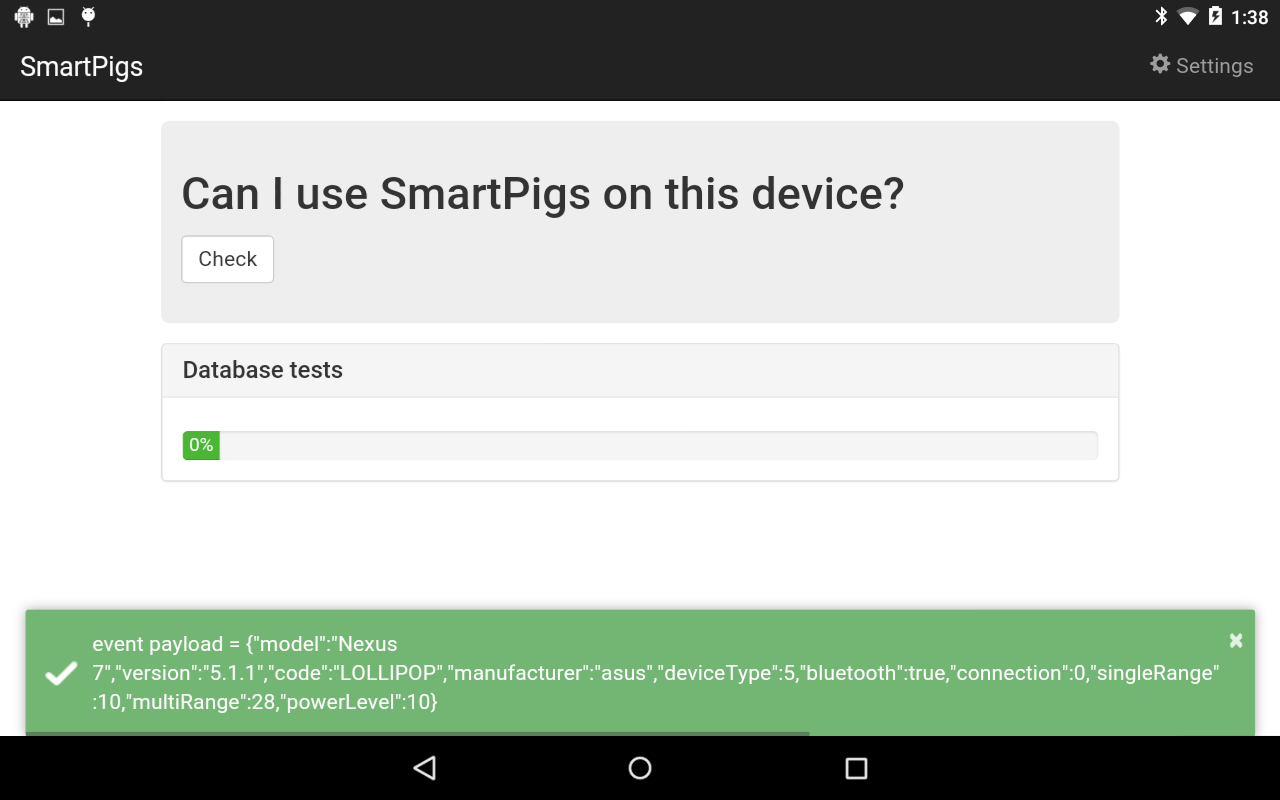 1:38
SmartPigs
Settings
Can I use SmartPigs on this device?
Check
Database tests
0%
event payload = {"model":"Nexus
7","version":"5.1.1","code":"LOLLIPOP","manufacturer":"asus","deviceType":5,"bluetooth":true,"connection":0,"singleRange"
:10,"multiRange":28,"powerLevel":10}